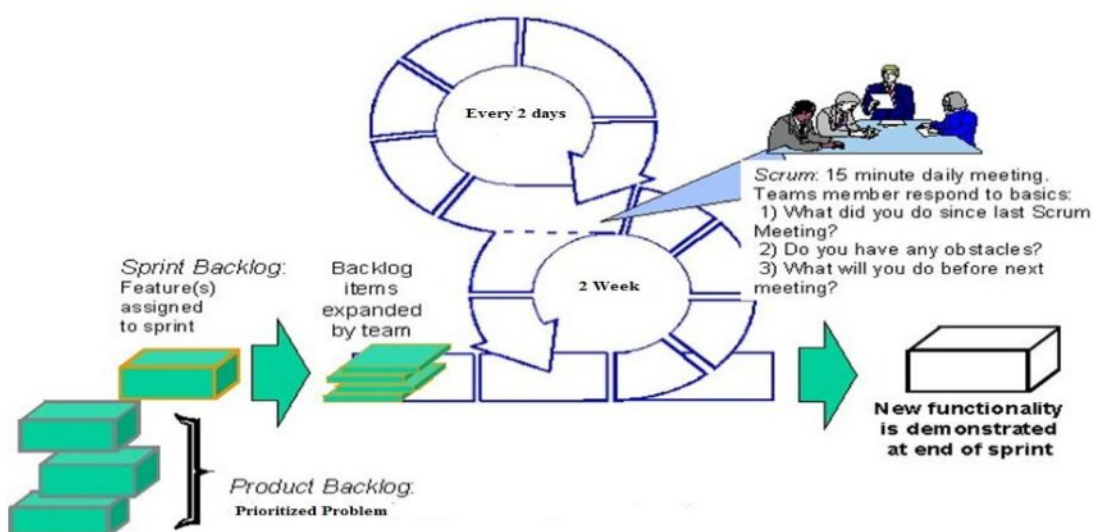 Every 2 days
Scrum: 15 minute daily meeting.
Teams member respond to basics:
1) What did you do since last Scrum
Meeting?
2) Do you have any obstacles?
3) What will you do before next
meeting?
Sprint Backlog:
Feature(s)
assigned
to sprint
Backlog
items
expanded
by team
2 Week
New functionality
is demonstrated
at end of sprint
Product Backlog:
Prioritized Problem